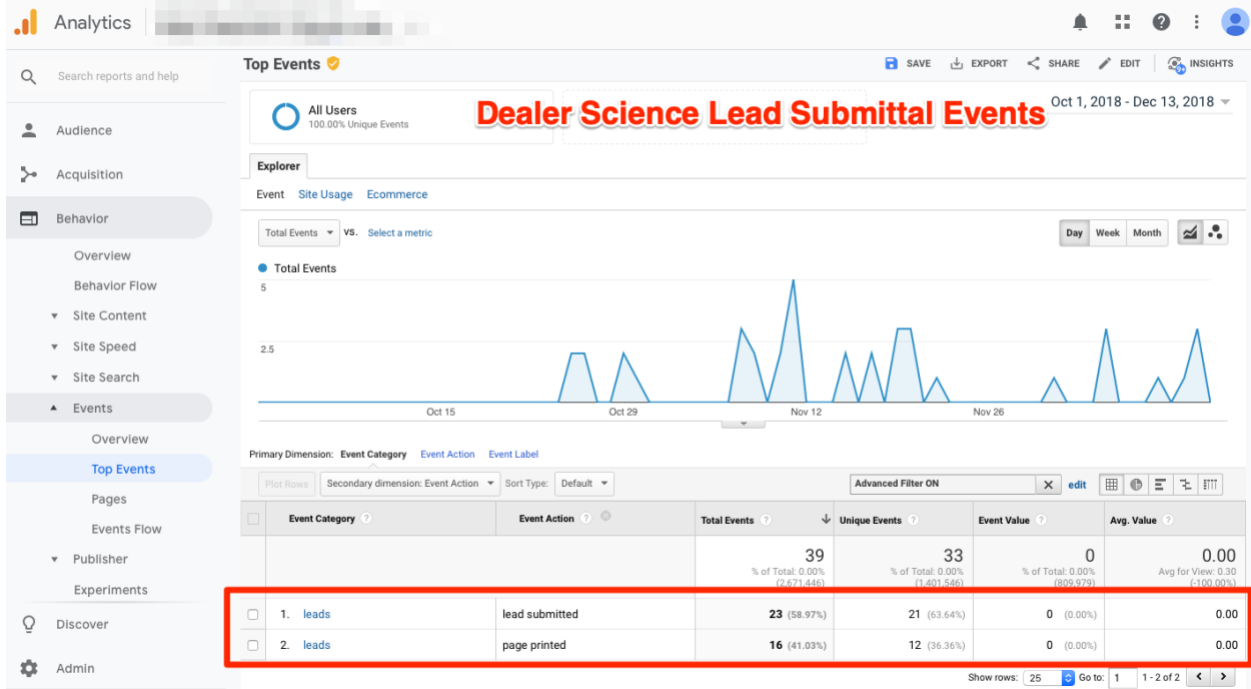 Analytics
Search reports and help
Audience
Acquisition
Behavior
Overview
Behavior Flow
Site Content
Site Speed
Site Search
Events
Overview
Top Events
Pages
Events Flow
Publisher
Experiments
Discover
Admin
Top Events
SAVE EXPORT SHARE EDIT INSIGHTS
All Users
100.00% Unique Events
Dealer Science Lead Submittal Events
Oct 1, 2018 - Dec 13, 2018
Explorer
Event Site Usage Ecommerce
Total Events VS. Select a metric
Day Week Month
Total Events
5
2.5
Oct 15 Oct 29 Nov 12 Nov 26
Primary Dimension: Event Category Event Action Event Label
Plot Rows Secondary dimension: Event Action Sort Type: Default Advanced Filter ON edit
Event Category Event Action Total Events Unique Events Event Value Avg. Value
39 33 0 0.00
% of Total: 0.00% % of Total: 0.00% % of Total: 0.00% Avg for View: 0.30
(2,671,446) (1,401,546) (809,979) (-100.00%)
1. leads lead submitted 23 (58.97%) 21 (63.64%) 0 (0.00%) 0.00
2. leads page printed 16 (41.03%) 12 (36.36%) 0 (0.00%) 0.00
Show rows: 25 Go to: 1 1 - 2 of 2